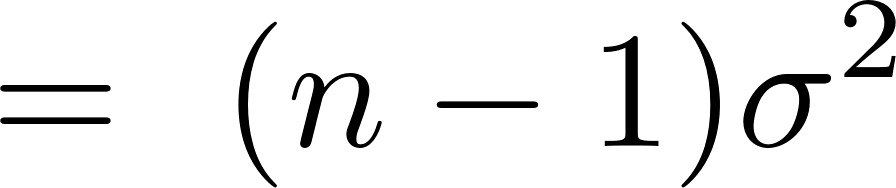 = (n − 1)σ²